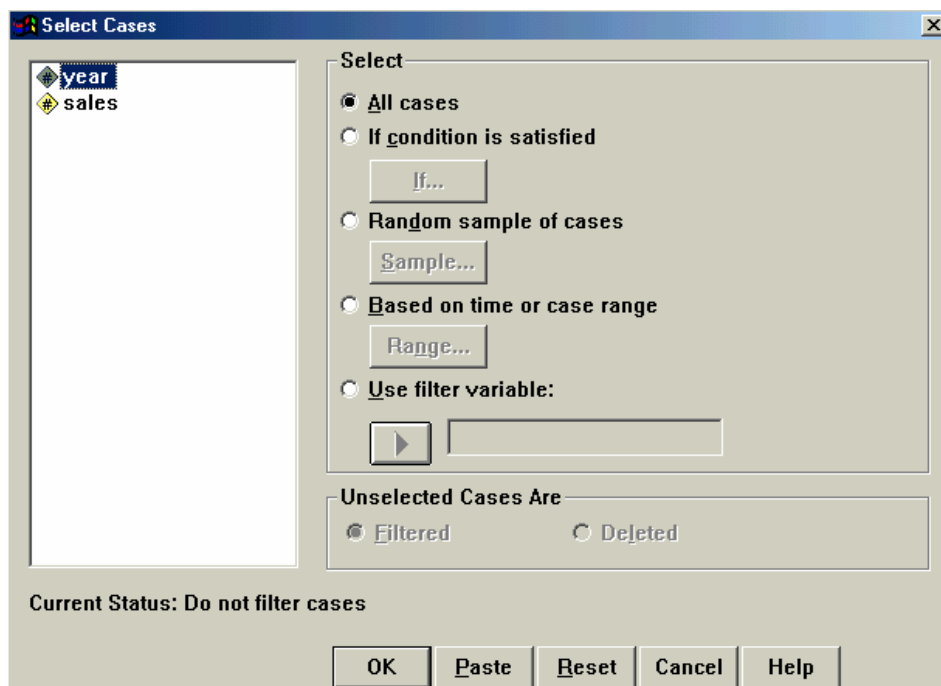 Select Cases
year
sales
Select
All cases
If condition is satisfied
If...
Random sample of cases
Sample...
Based on time or case range
Range...
Use filter variable:
Unselected Cases Are
Filtered Deleted
Current Status: Do not filter cases
OK Paste Reset Cancel Help